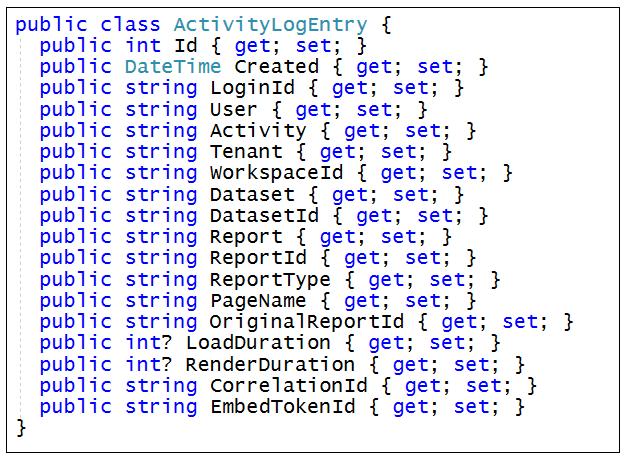 public class ActivityLogEntry {
  public int Id { get; set; }
  public DateTime Created { get; set; }
  public string LoginId { get; set; }
  public string User { get; set; }
  public string Activity { get; set; }
  public string Tenant { get; set; }
  public string WorkspaceId { get; set; }
  public string Dataset { get; set; }
  public string DatasetId { get; set; }
  public string Report { get; set; }
  public string ReportId { get; set; }
  public string ReportType { get; set; }
  public string PageName { get; set; }
  public string OriginalReportId { get; set; }
  public int? LoadDuration { get; set; }
  public int? RenderDuration { get; set; }
  public string CorrelationId { get; set; }
  public string EmbedTokenId { get; set; }
}